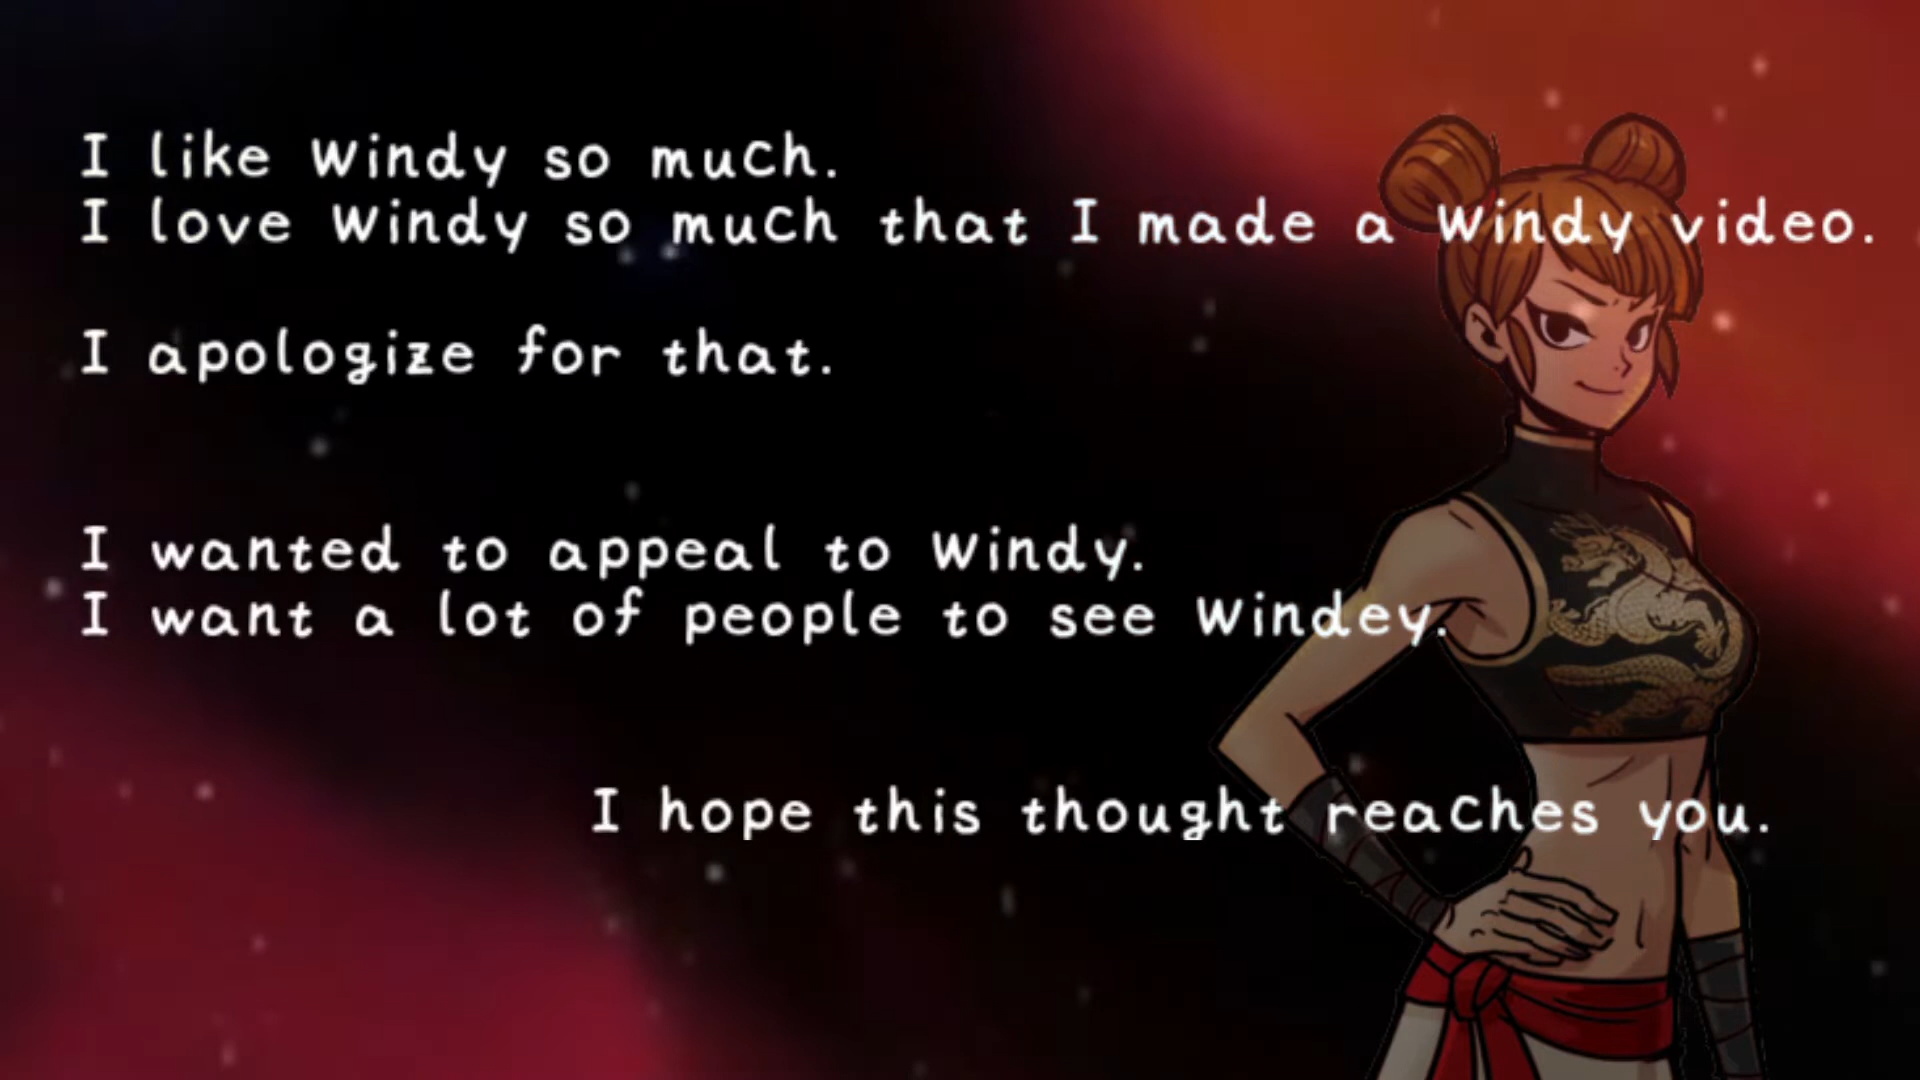 I like Windy so much.
I love Windy so much that I made a Windy video.
I apologize for that.
I wanted to appeal to Windy.
I want a lot of people to see Windey.
I hope this thought reaches you.